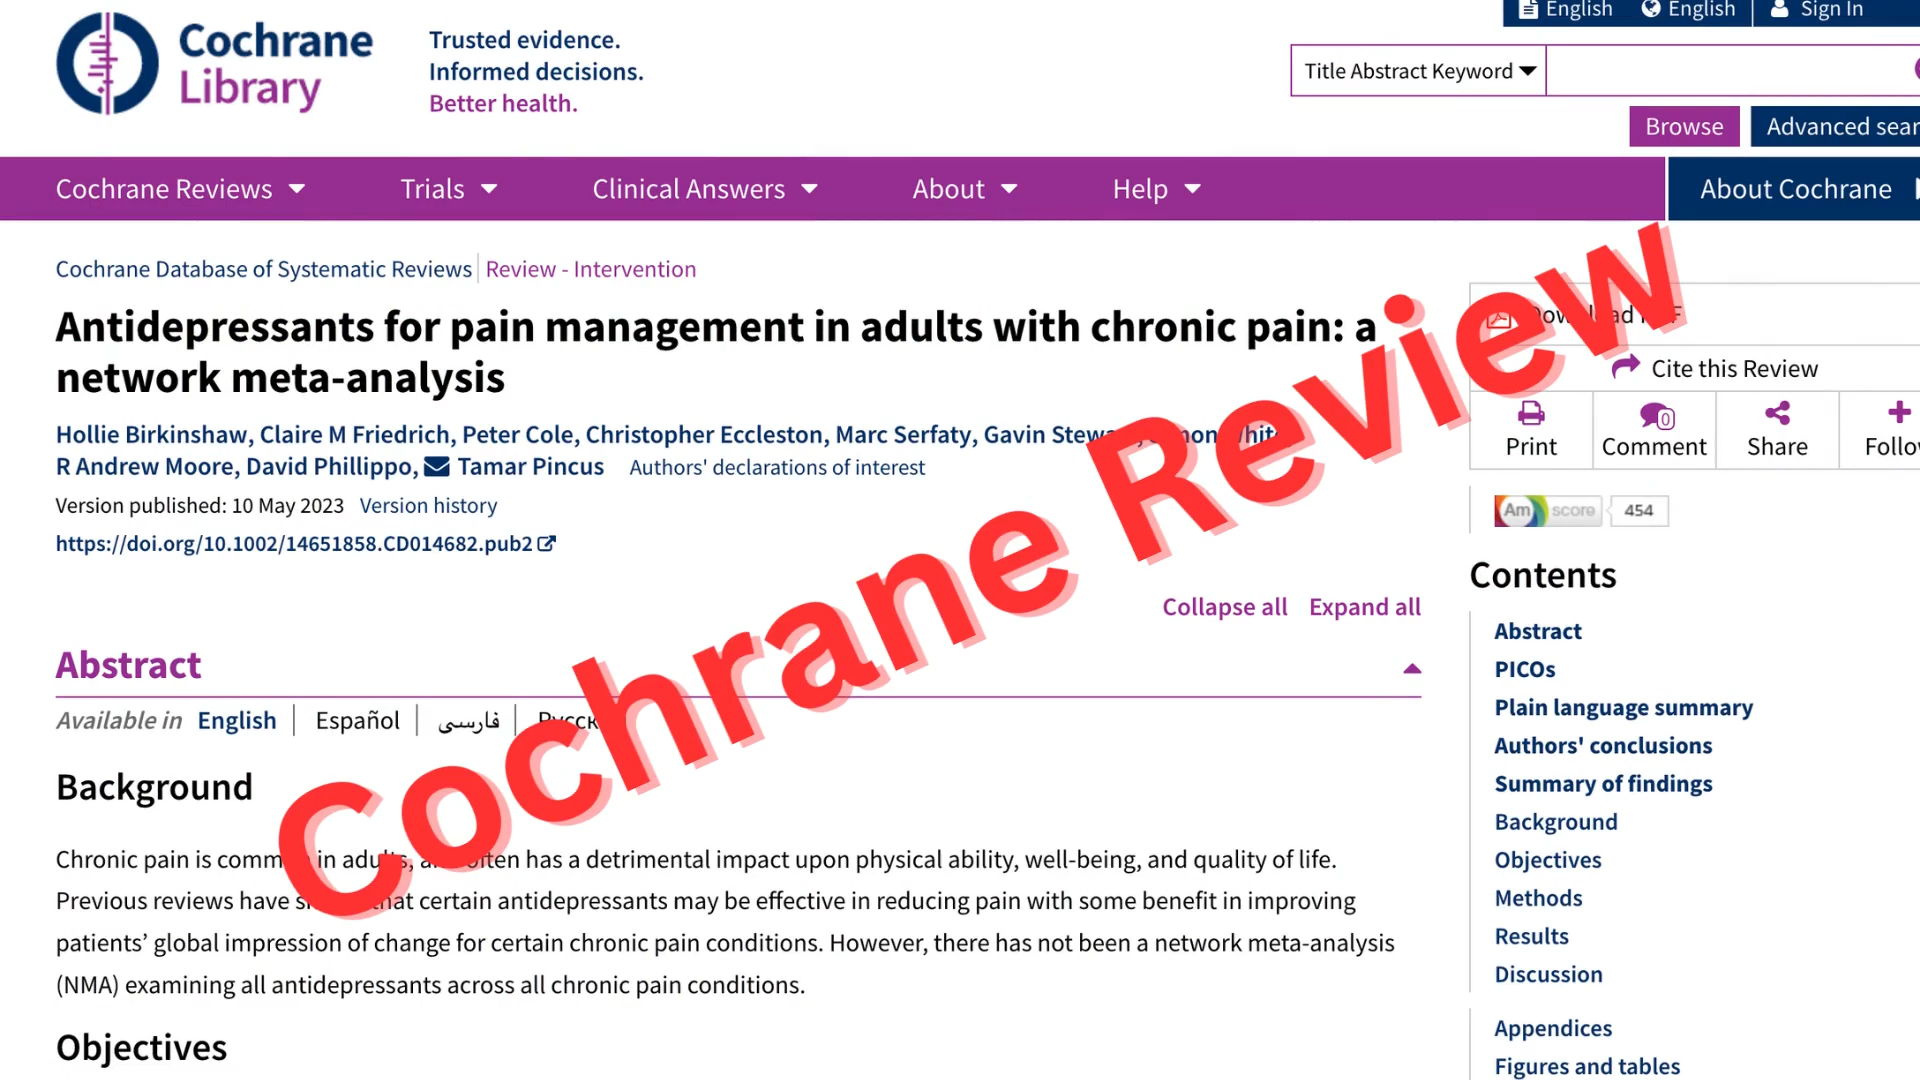 Cochrane
Library
Trusted evidence.
Informed decisions.
Better health.
English English Sign In
Title Abstract Keyword
Browse
Advanced sear
Cochrane Reviews Trials Clinical Answers About Help
About Cochrane
Cochrane Database of Systematic Reviews Review - Intervention
Antidepressants for pain management in adults with chronic pain: a
network meta-analysis
Hollie Birkinshaw, Claire M Friedrich, Peter Cole, Christopher Eccleston, Marc Serfaty, Gavin
R Andrew Moore, David Phillippo, Tamar Pincus Authors' declarations of interest
Version published: 10 May 2023 Version history
https://doi.org/10.1002/14651858.CD014682.pub2
Collapse all Expand all
Abstract
Available in English Español فارسی
Background
Chronic pain is in has a detrimental impact upon physical ability, well-being, and quality of life.
Previous reviews have that certain antidepressants may be effective in reducing pain with some benefit in improving
patients’ global impression of change for certain chronic pain conditions. However, there has not been a network meta-analysis
(NMA) examining all antidepressants across all chronic pain conditions.
Objectives
Cochrane Review
Cite this Review
Print
0
Comment
Share
Follo
Am score 454
Contents
Abstract
PICOs
Plain language summary
Authors' conclusions
Summary of findings
Background
Objectives
Methods
Results
Discussion
Appendices
Figures and tables